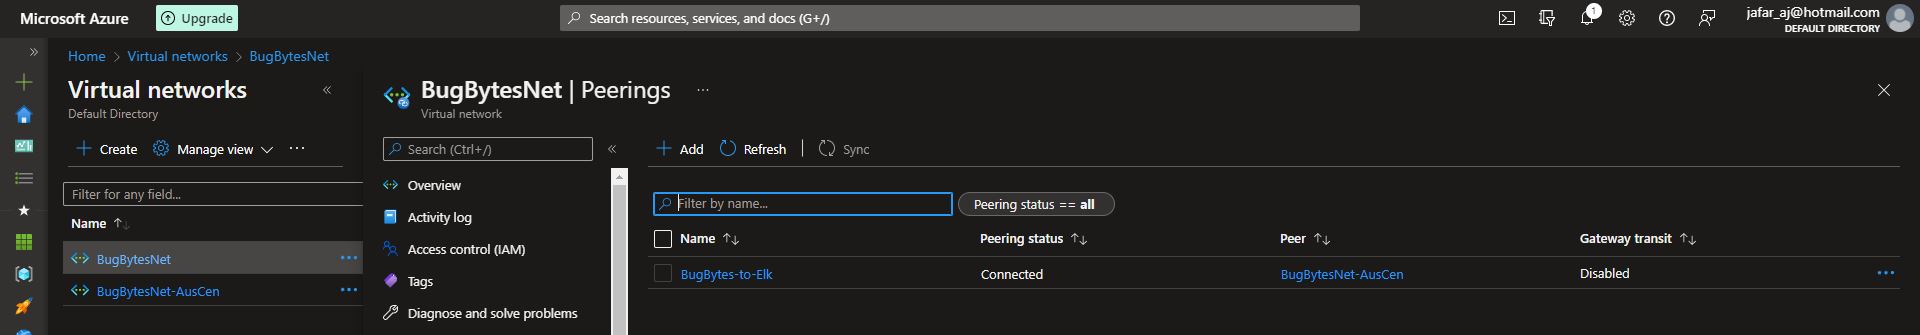 Microsoft Azure
Upgrade
Search resources, services, and docs (G+/)
1
jafar_aj@hotmail.com
DEFAULT DIRECTORY
Home > Virtual networks > BugBytesNet
Virtual networks
Default Directory
Create
Manage view
Filter for any field...
Name
BugBytesNet
BugBytesNet-AusCen
BugBytesNet | Peerings
Virtual network
Search (Ctrl+/)
Overview
Activity log
Access control (IAM)
Tags
Diagnose and solve problems
Add
Refresh
Sync
Filter by name...
Peering status == all
Name Peering status Peer Gateway transit
BugBytes-to-Elk Connected BugBytesNet-AusCen Disabled